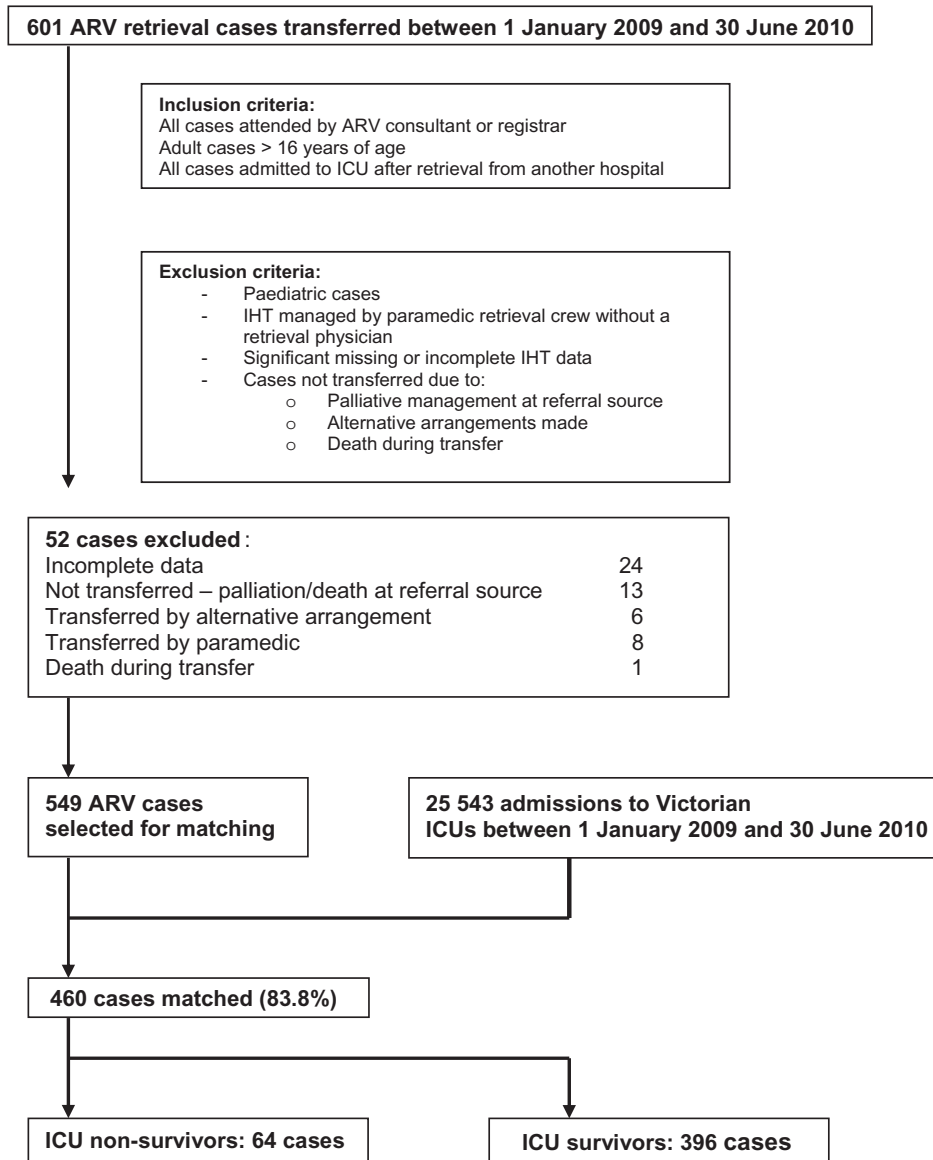 601 ARV retrieval cases transferred between 1 January 2009 and 30 June 2010
Inclusion criteria:
All cases attended by ARV consultant or registrar
Adult cases > 16 years of age
All cases admitted to ICU after retrieval from another hospital
Exclusion criteria:
- Paediatric cases
- IHT managed by paramedic retrieval crew without a
retrieval physician
- Significant missing or incomplete IHT data
- Cases not transferred due to:
o Palliative management at referral source
o Alternative arrangements made
o Death during transfer
52 cases excluded :
Incomplete data 24
Not transferred – palliation/death at referral source 13
Transferred by alternative arrangement 6
Transferred by paramedic 8
Death during transfer 1
549 ARV cases
selected for matching
25 543 admissions to Victorian
ICUs between 1 January 2009 and 30 June 2010
460 cases matched (83.8%)
ICU non-survivors: 64 cases
ICU survivors: 396 cases